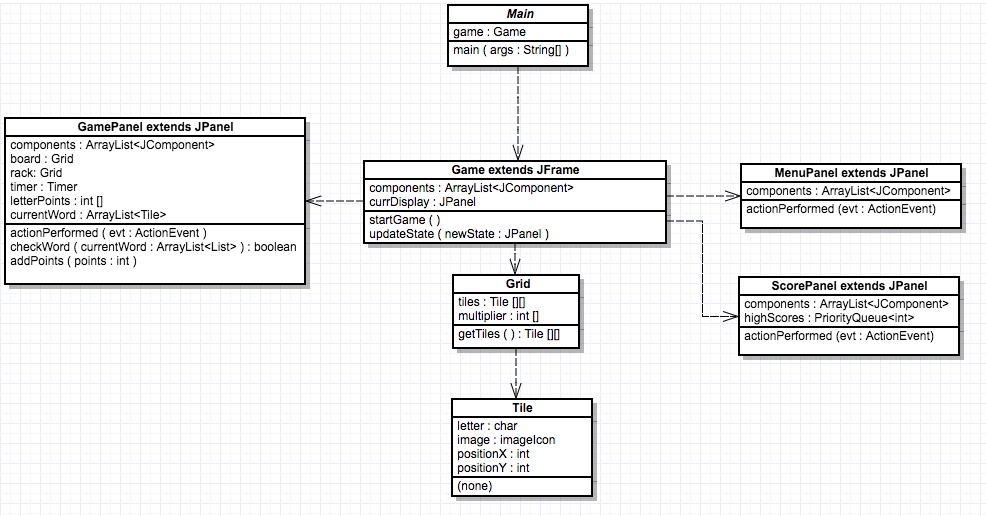 Main
game : Game
main ( args : String[] )
GamePanel extends JPanel
components : ArrayList<JComponent>
board : Grid
rack: Grid
timer : Timer
letterPoints : int []
currentWord : ArrayList<Tile>
actionPerformed ( evt : ActionEvent )
checkWord ( currentWord : ArrayList<List> ) : boolean
addPoints ( points : int )
Game extends JFrame
components : ArrayList<JComponent>
currDisplay : JPanel
startGame ( )
updateState ( newState : JPanel )
MenuPanel extends JPanel
components : ArrayList<JComponent>
actionPerformed (evt : ActionEvent)
Grid
tiles : Tile [][]
multiplier : int []
getTiles ( ) : Tile [][]
ScorePanel extends JPanel
components : ArrayList<JComponent>
highScores : PriorityQueue<int>
actionPerformed (evt : ActionEvent)
Tile
letter : char
image : imageIcon
positionX : int
positionY : int
(none)